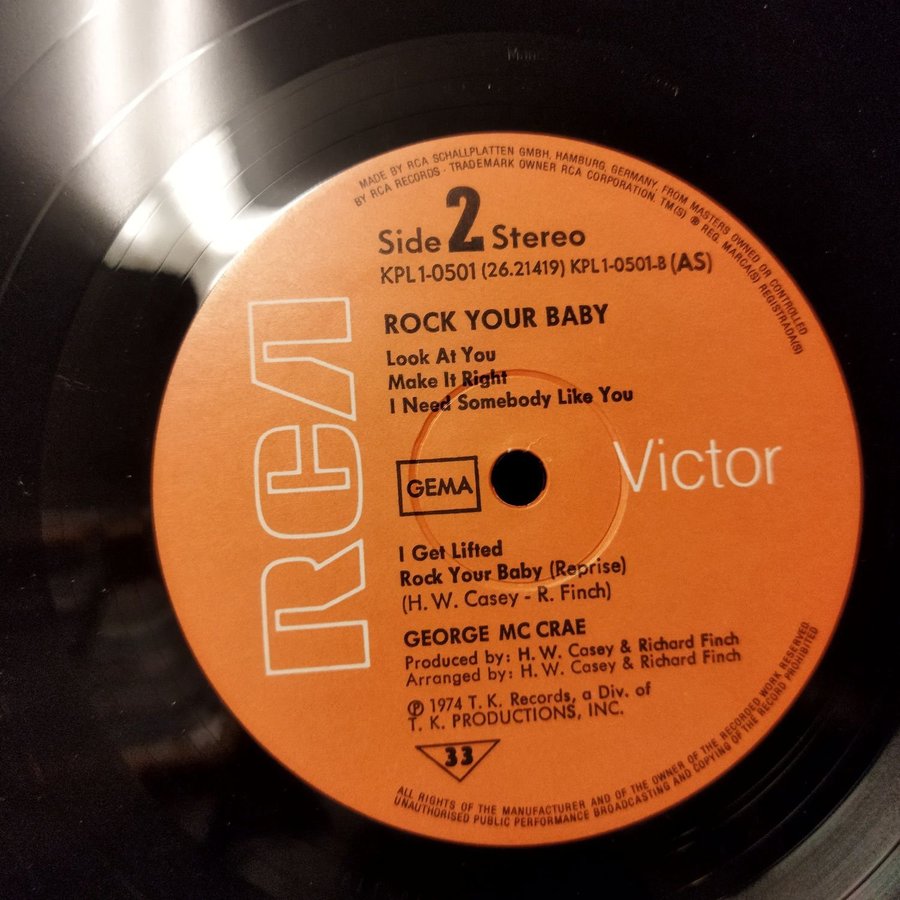 MADE BY RCA SCHALLPLATTEN GMBH, HAMBURG, GERMANY, FROM MASTERS OWNED OR CONTROLLED
BY RCA RECORDS · TRADEMARK OWNER RCA CORPORATION. TM(S) ® REG. MARCA(S) REGISTRADA(S)
Side 2 Stereo
KPL1-0501 (26.21419) KPL1-0501-B (AS)
ROCK YOUR BABY
Look At You
Make It Right
I Need Somebody Like You
RCA
GEMA
Victor
I Get Lifted
Rock Your Baby (Reprise)
(H. W. Casey - R. Finch)
GEORGE MC CRAE
Produced by: H. W. Casey & Richard Finch
Arranged by: H. W. Casey & Richard Finch
℗ 1974 T. K. Records, a Div. of
T. K. PRODUCTIONS, INC.
33
ALL RIGHTS OF THE MANUFACTURER AND OF THE OWNER OF THE RECORDED WORK RESERVED
UNAUTHORISED PUBLIC PERFORMANCE BROADCASTING AND COPYING OF THE RECORD PROHIBITED